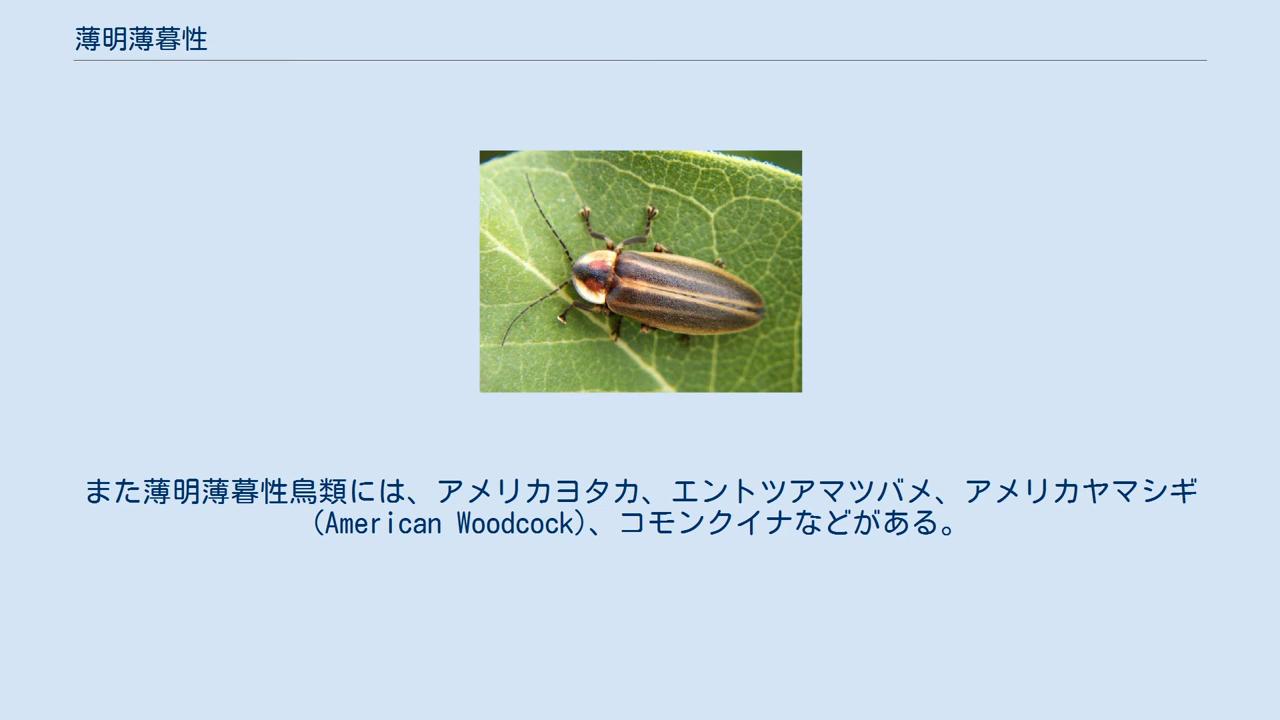 薄明薄暮性
また薄明薄暮性鳥類には、アメリカヨタカ、エントツアマツバメ、アメリカヤマシギ
(American Woodcock)、コモンクイナなどがある。